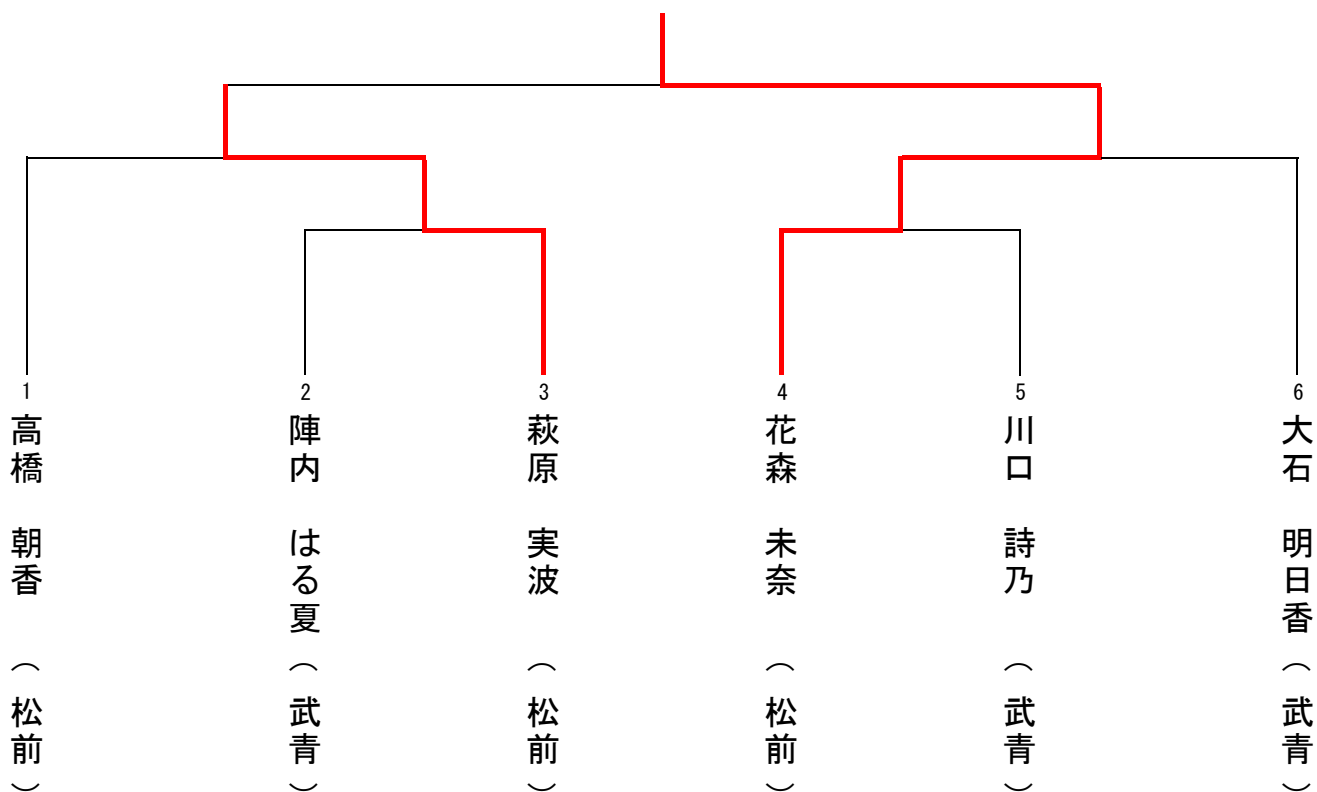 1
高橋 朝香 (松前)
2
陣内 はる夏 (武青)
3
萩原 実波 (松前)
4
花森 未奈 (松前)
5
川口 詩乃 (武青)
6
大石 明日香 (武青)